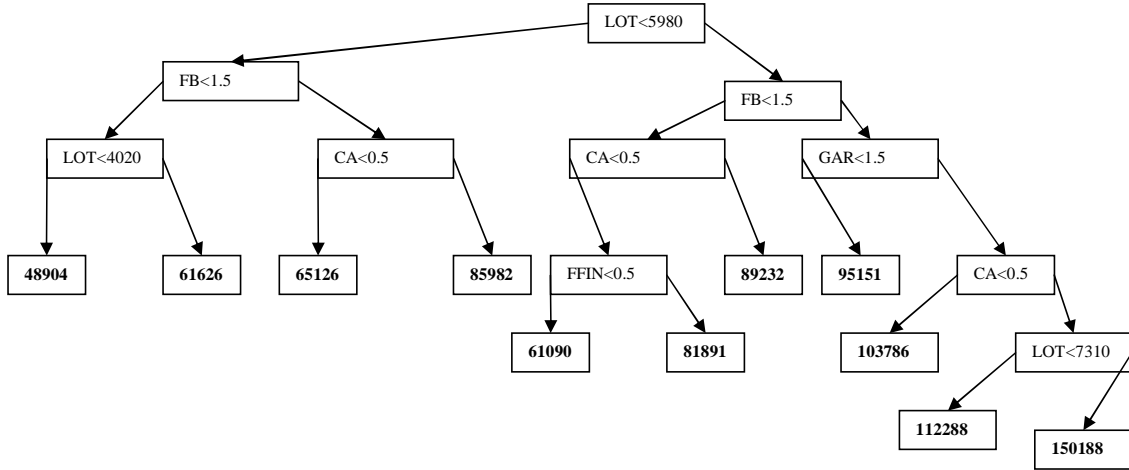 LOT<5980
FB<1.5
FB<1.5
LOT<4020
CA<0.5
CA<0.5
GAR<1.5
48904
61626
65126
85982
FFIN<0.5
89232
95151
CA<0.5
61090
81891
103786
LOT<7310
112288
150188